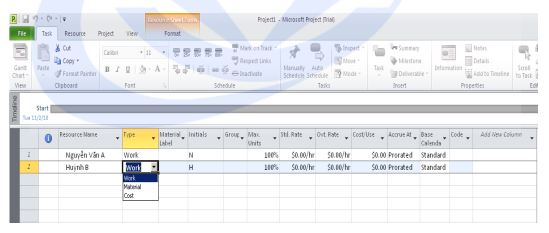 Resource Sheet Tools Project1 - Microsoft Project (Trial)
File Task Resource Project View Format
Cut
Calibri 11
Mark on Track
Inspect
Summary
Notes
Copy
Respect Links
Move
Milestone
Details
Gantt Chart Paste
Format Painter
B I U A
Inactivate
Manually Schedule Auto Schedule
Mode
Task
Deliverable
Information
Add to Timeline
Scroll to Task
View Clipboard Font Schedule Tasks Insert Properties
Timeline
Start
Tue 11/2/18
Resource Name Type Material Label Initials Group Max. Units Std. Rate Ovt. Rate Cost/Use Accrue At Base Calenda Code Add New Column
1 Nguyễn Văn A Work N 100% $0.00/hr $0.00/hr $0.00 Prorated Standard
2 Huỳnh B Work H 100% $0.00/hr $0.00/hr $0.00 Prorated Standard
Work
Material
Cost